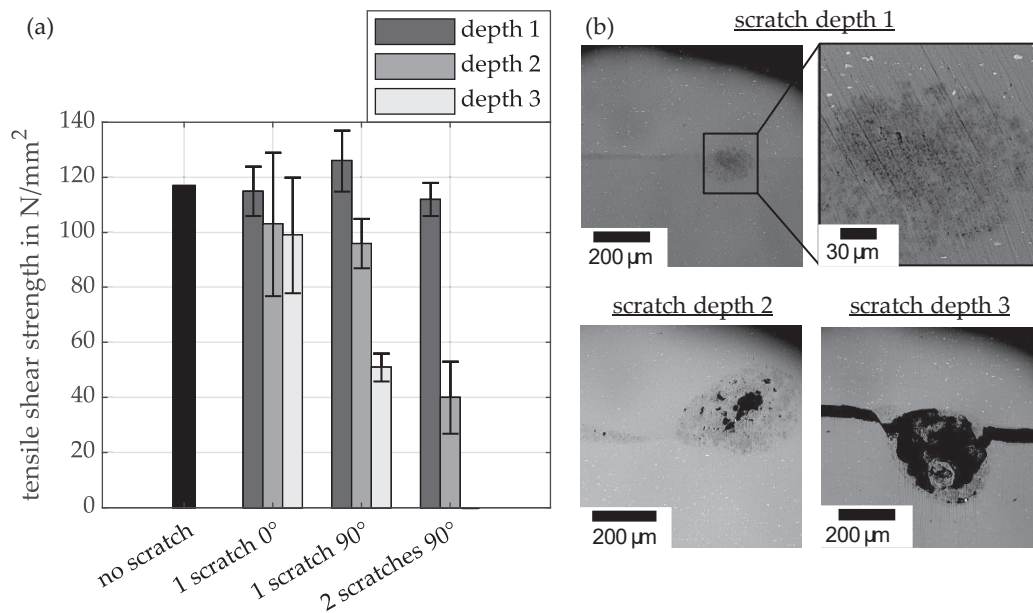 (a)
depth 1
depth 2
depth 3
tensile shear strength in N/mm²
140
120
100
80
60
40
20
0
no scratch
1 scratch 0°
1 scratch 90°
2 scratches 90°
(b)
scratch depth 1
200 µm
30 µm
scratch depth 2
scratch depth 3
200 µm
200 µm